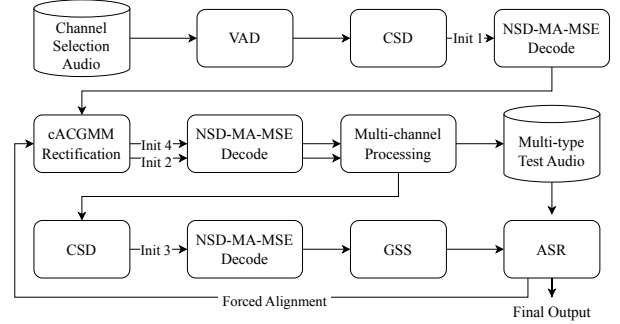 Channel
Selection
Audio
VAD
CSD
Init 1
NSD-MA-MSE
Decode
cACGMM
Rectification
Init 4
Init 2
NSD-MA-MSE
Decode
Multi-channel
Processing
Multi-type
Test Audio
CSD
Init 3
NSD-MA-MSE
Decode
GSS
ASR
Forced Alignment
Final Output